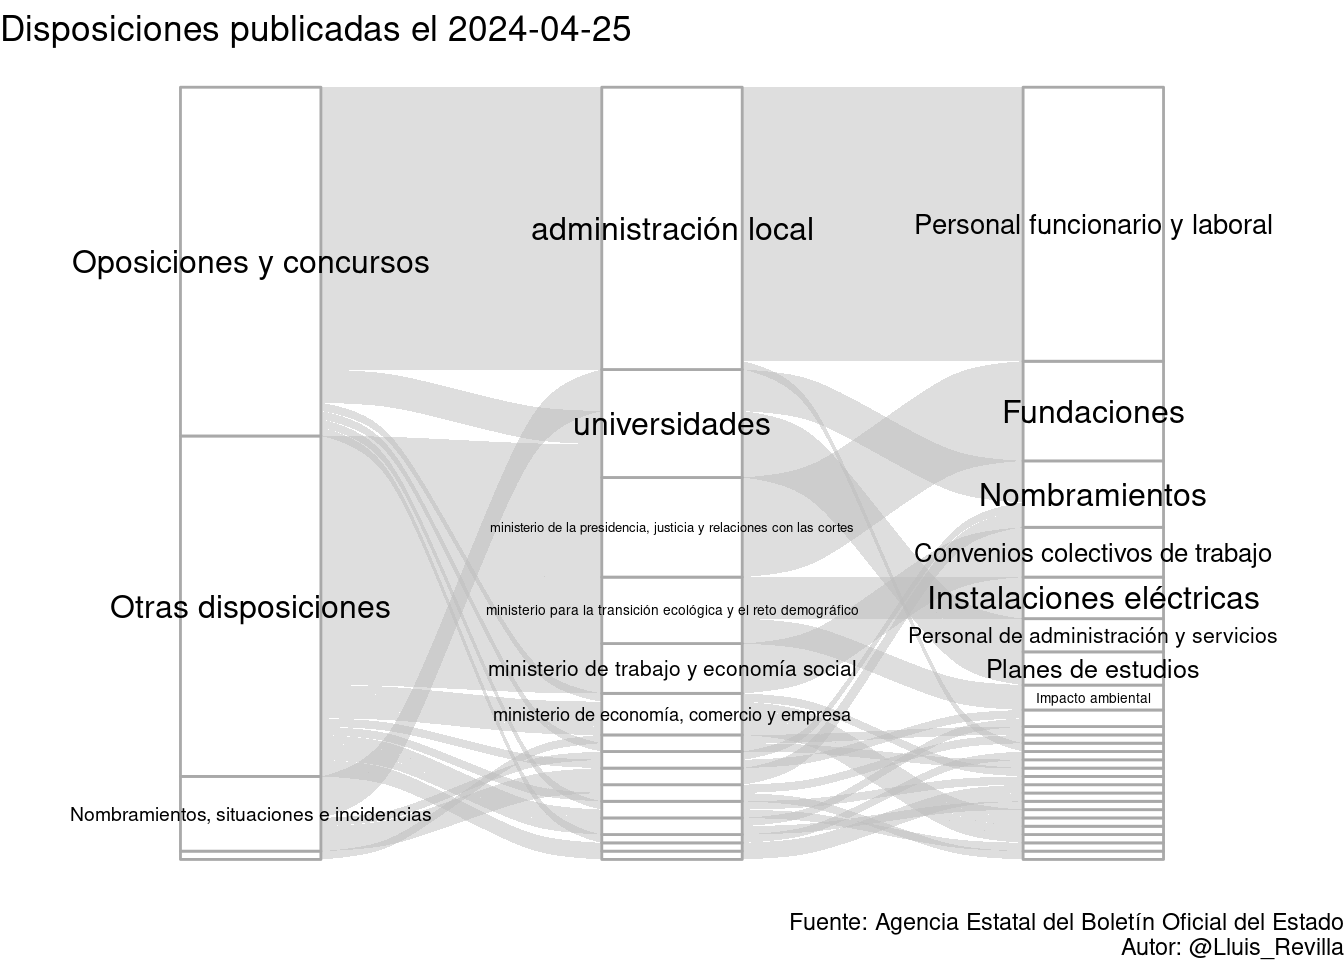 Disposiciones publicadas el 2024-04-25
Oposiciones y concursos
Otras disposiciones
Nombramientos, situaciones e incidencias
administración local
universidades
ministerio de la presidencia, justicia y relaciones con las cortes
ministerio para la transición ecológica y el reto demográfico
ministerio de trabajo y economía social
ministerio de economía, comercio y empresa
Personal funcionario y laboral
Fundaciones
Nombramientos
Convenios colectivos de trabajo
Instalaciones eléctricas
Personal de administración y servicios
Planes de estudios
Impacto ambiental
Fuente: Agencia Estatal del Boletín Oficial del Estado
Autor: @Lluis_Revilla